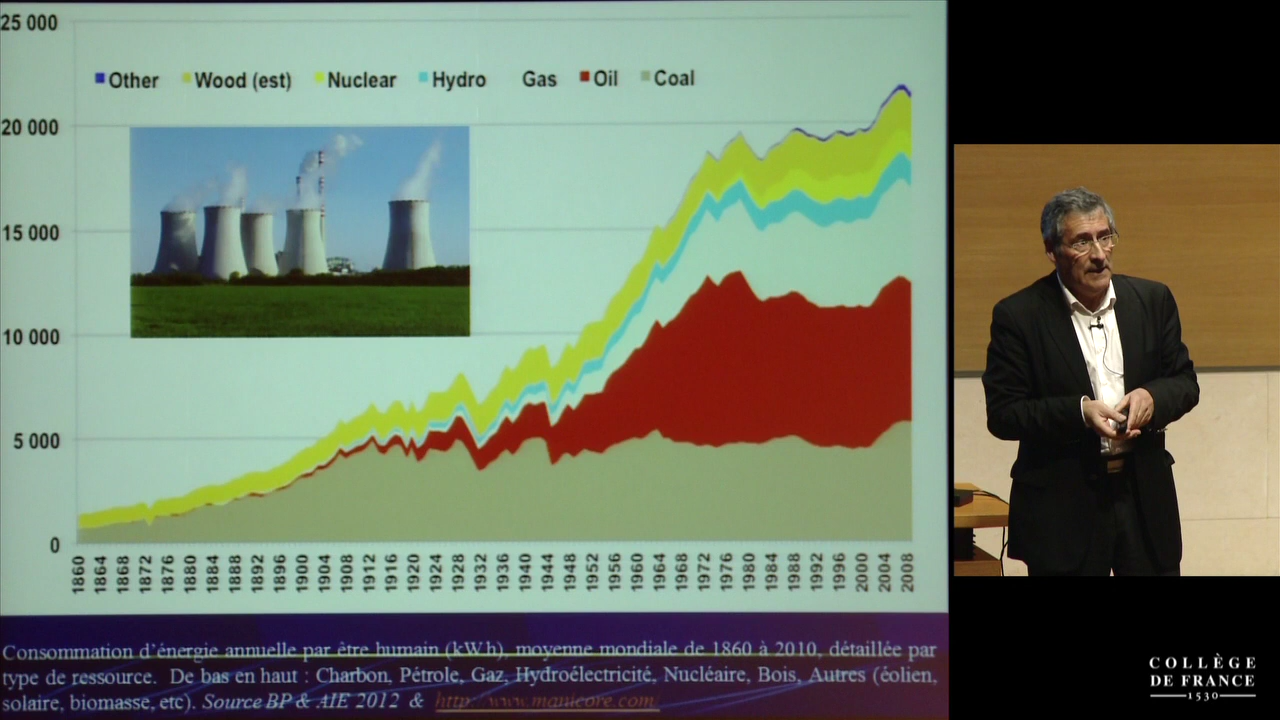 25 000
Other Wood (est) Nuclear Hydro Gas Oil Coal
20 000
15 000
10 000
5 000
0
1860 1864 1868 1872 1876 1880 1884 1888 1892 1896 1900 1904 1908 1912 1916 1920 1924 1928 1932 1936 1940 1944 1948 1952 1956 1960 1964 1968 1972 1976 1980 1984 1988 1992 1996 2000 2004 2008
Consommation d'énergie annuelle par être humain (kWh), moyenne mondiale de 1860 à 2010, détaillée par
type de ressource. De bas en haut : Charbon, Pétrole, Gaz, Hydroélectricité, Nucléaire, Bois, Autres (éolien,
solaire, biomasse, etc). Source BP & AIE 2012 & http://www.manicore.com/
COLLÈGE
DE FRANCE
1530